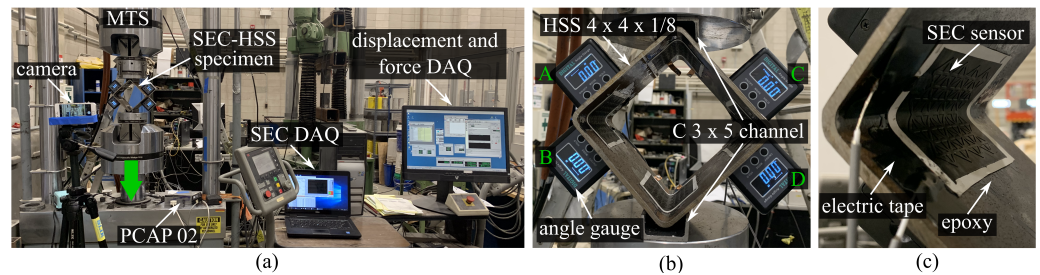 MTS
SEC-HSS
specimen
camera
displacement and
force DAQ
SEC DAQ
PCAP 02
CAUTION
(a)
HSS 4 x 4 x 1/8
A
C
C 3 x 5 channel
B
D
angle gauge
(b)
SEC sensor
electric tape
epoxy
(c)